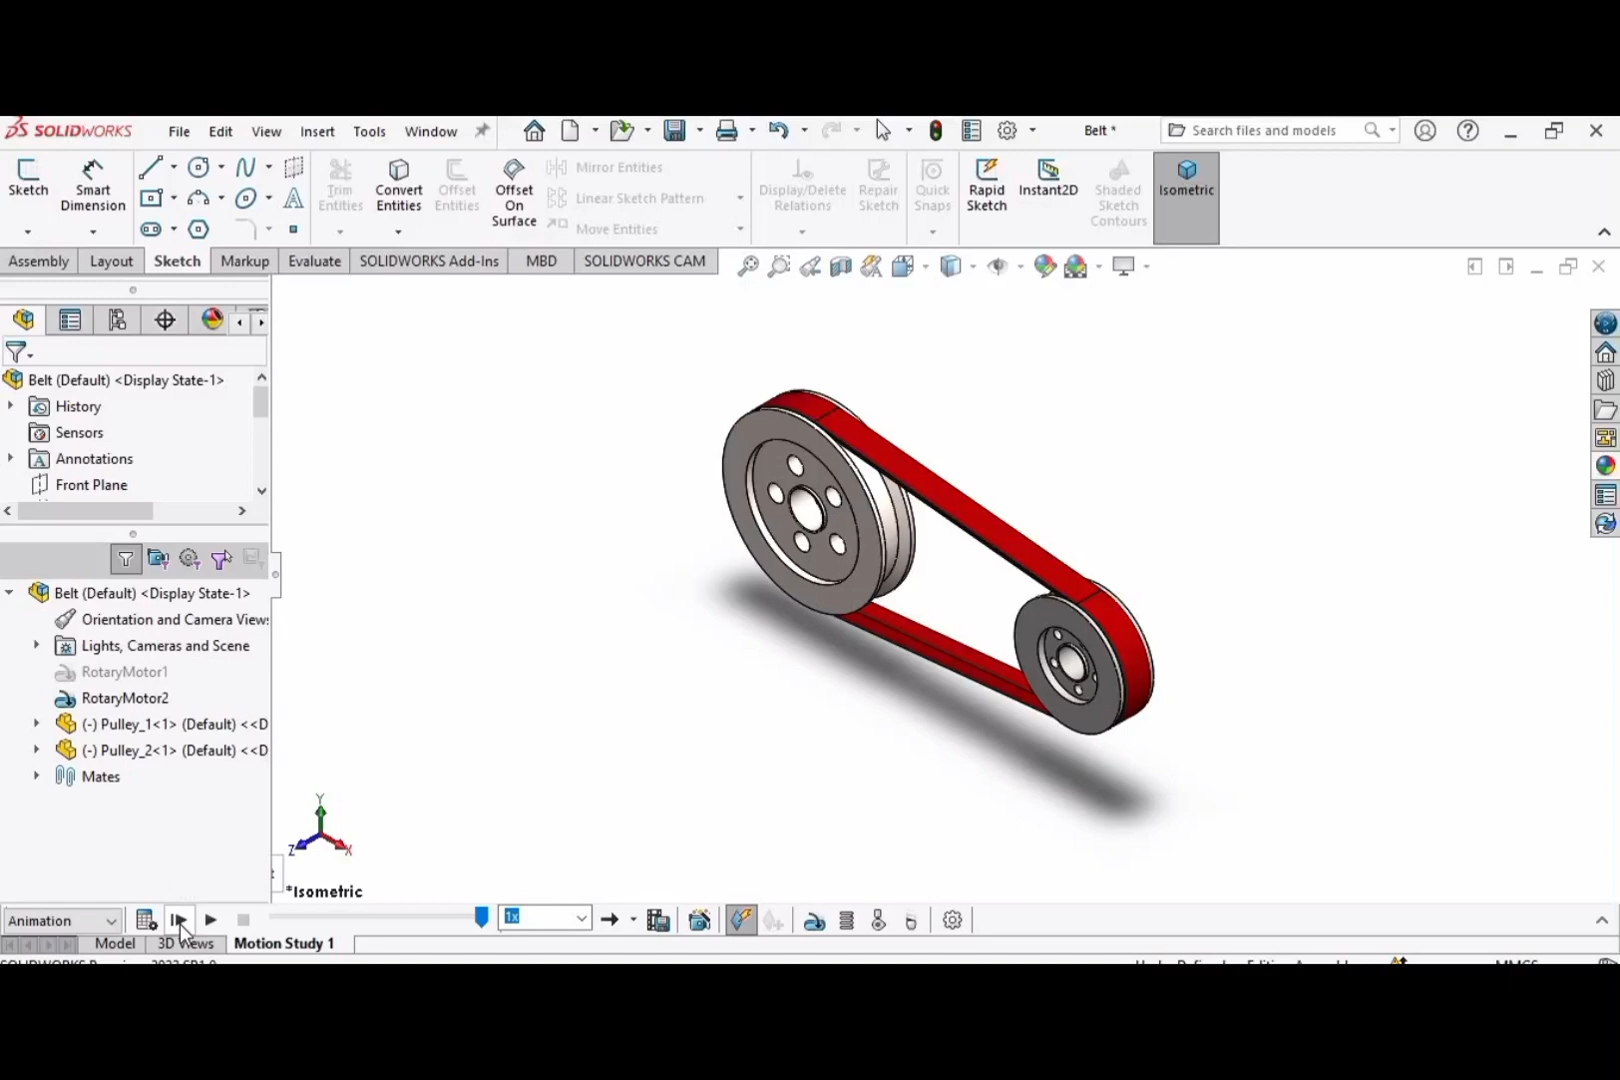 SOLIDWORKS File Edit View Insert Tools Window Belt * Search files and models
Sketch Smart Dimension Trim Entities Convert Entities Offset Entities Offset On Surface Mirror Entities Linear Sketch Pattern Move Entities Display/Delete Relations Repair Sketch Quick Snaps Rapid Sketch Instant2D Shaded Sketch Contours Isometric
Assembly Layout Sketch Markup Evaluate SOLIDWORKS Add-Ins MBD SOLIDWORKS CAM
Belt (Default) <Display State-1>
History
Sensors
Annotations
Front Plane
Belt (Default) <Display State-1>
Orientation and Camera Views
Lights, Cameras and Scene
RotaryMotor1
RotaryMotor2
(-) Pulley_1<1> (Default) <<D
(-) Pulley_2<1> (Default) <<D
Mates
Y
Z X
*Isometric
Animation 1x
Model 3D Views Motion Study 1